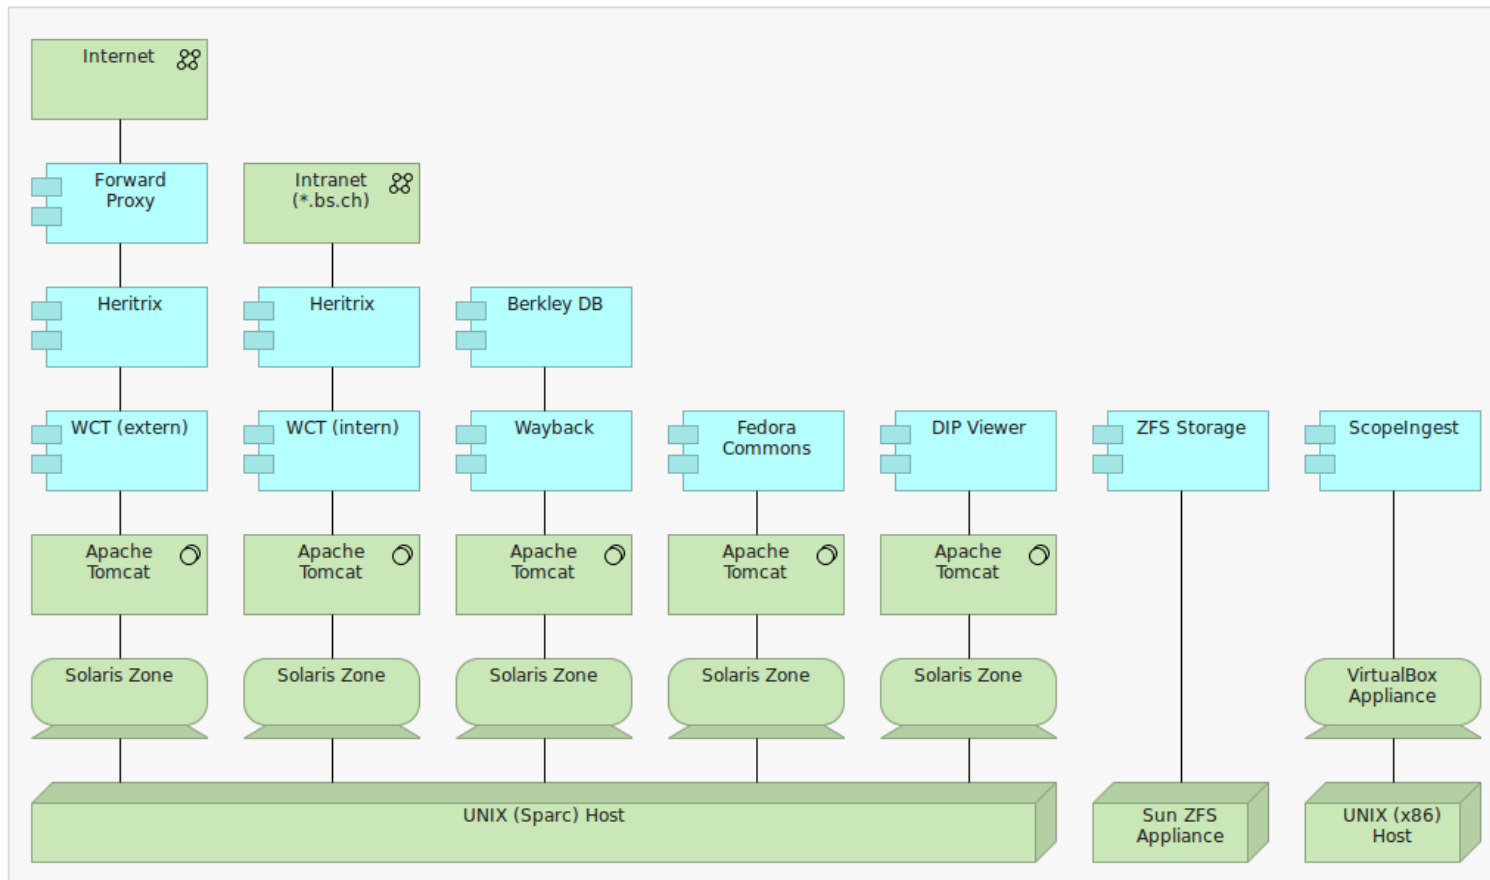 Internet
Forward
Proxy
Intranet
(*.bs.ch)
Heritrix
Heritrix
Berkley DB
WCT (extern)
WCT (intern)
Wayback
Fedora
Commons
DIP Viewer
ZFS Storage
ScopeIngest
Apache
Tomcat
Apache
Tomcat
Apache
Tomcat
Apache
Tomcat
Apache
Tomcat
Solaris Zone
Solaris Zone
Solaris Zone
Solaris Zone
Solaris Zone
VirtualBox
Appliance
UNIX (Sparc) Host
Sun ZFS
Appliance
UNIX (x86)
Host